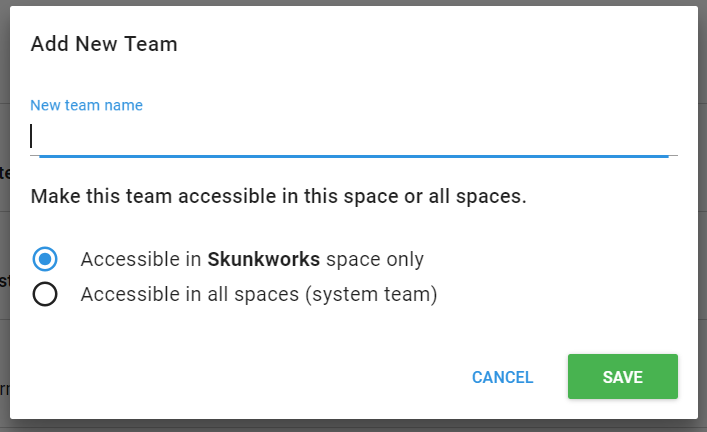 Add New Team
New team name
Make this team accessible in this space or all spaces.
Accessible in Skunkworks space only
Accessible in all spaces (system team)
CANCEL
SAVE